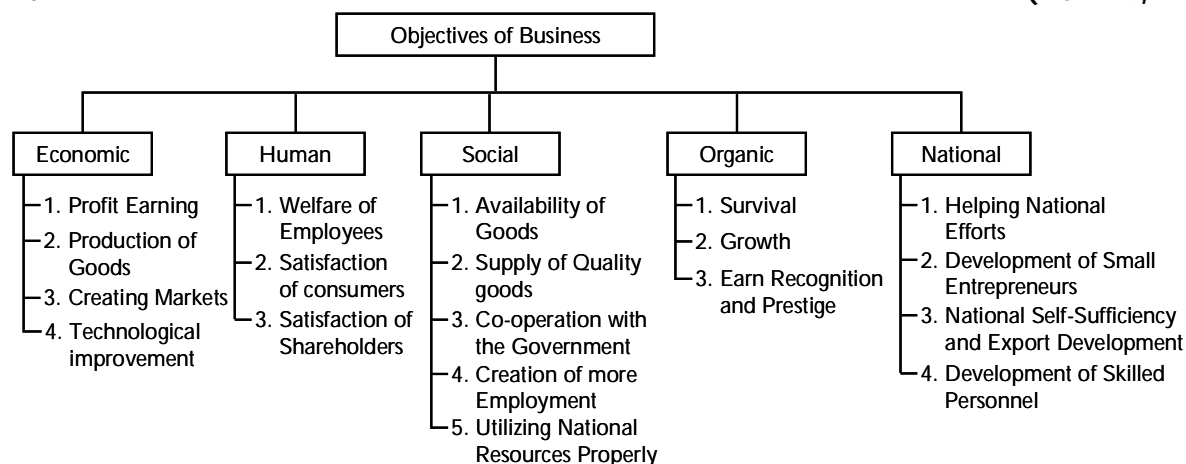 Objectives of Business
Economic
1. Profit Earning
2. Production of
Goods
3. Creating Markets
4. Technological
improvement
Human
1. Welfare of
Employees
2. Satisfaction
of consumers
3. Satisfaction of
Shareholders
Social
1. Availability of
Goods
2. Supply of Quality
goods
3. Co-operation with
the Government
4. Creation of more
Employment
5. Utilizing National
Resources Properly
Organic
1. Survival
2. Growth
3. Earn Recognition
and Prestige
National
1. Helping National
Efforts
2. Development of Small
Entrepreneurs
3. National Self-Sufficiency
and Export Development
4. Development of Skilled
Personnel